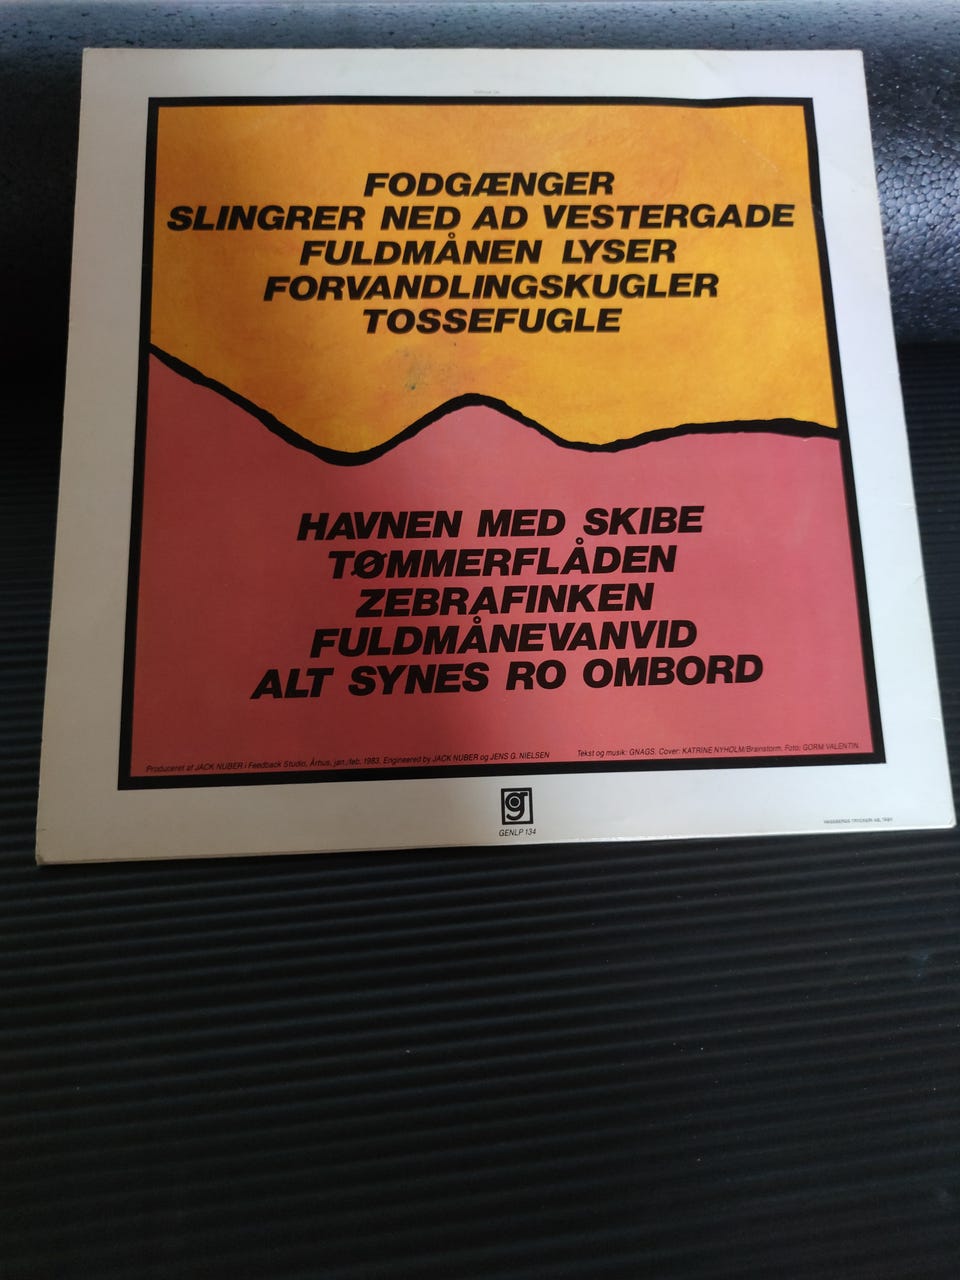 FODGÆNGER
SLINGRER NED AD VESTERGADE
FULDMÅNEN LYSER
FORVANDLINGSKUGLER
TOSSEFUGLE
HAVNEN MED SKIBE
TØMMERFLÅDEN
ZEBRAFINKEN
FULDMÅNEVANVID
ALT SYNES RO OMBORD
Produceret af JACK NUBER i Feedback Studio, Århus, jan./feb. 1983. Engineered by JACK NUBER og JENS G. NIELSEN
Tekst og musik: GNAGS. Cover: KATRINE NYHOLM/Brainstorm. Foto: GORM VALENTIN.
g
GENLP 134